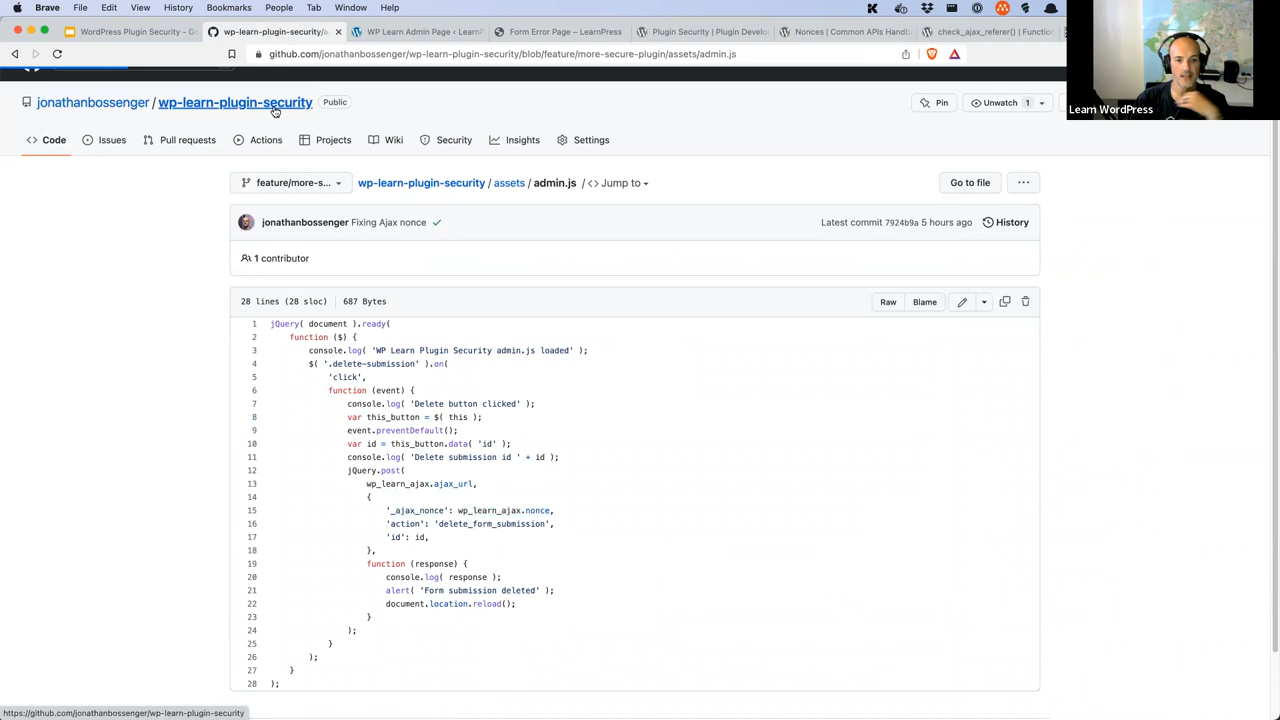 Brave File Edit View History Bookmarks People Tab Window Help
WordPress Plugin Security - Go
wp-learn-plugin-security/a
WP Learn Admin Page ‹ LearnP
Form Error Page – LearnPress
Plugin Security | Plugin Develo
Nonces | Common APIs Handb
check_ajax_referer() | Function
github.com/jonathanbossenger/wp-learn-plugin-security/blob/feature/more-secure-plugin/assets/admin.js
Learn WordPress
jonathanbossenger / wp-learn-plugin-security Public
Pin
Unwatch 1
Code Issues Pull requests Actions Projects Wiki Security Insights Settings
feature/more-s...
wp-learn-plugin-security / assets / admin.js / <> Jump to
Go to file
...
jonathanbossenger Fixing Ajax nonce
Latest commit 7924b9a 5 hours ago History
1 contributor
28 lines (28 sloc) 687 Bytes
Raw Blame
1 jQuery( document ).ready(
2 function ($) {
3 console.log( 'WP Learn Plugin Security admin.js loaded' );
4 $( '.delete-submission' ).on(
5 'click',
6 function (event) {
7 console.log( 'Delete button clicked' );
8 var this_button = $( this );
9 event.preventDefault();
10 var id = this_button.data( 'id' );
11 console.log( 'Delete submission id ' + id );
12 jQuery.post(
13 wp_learn_ajax.ajax_url,
14 {
15 '_ajax_nonce': wp_learn_ajax.nonce,
16 'action': 'delete_form_submission',
17 'id': id,
18 },
19 function (response) {
20 console.log( response );
21 alert( 'Form submission deleted' );
22 document.location.reload();
23 }
24 );
25 }
26 );
27 }
28 );
https://github.com/jonathanbossenger/wp-learn-plugin-security